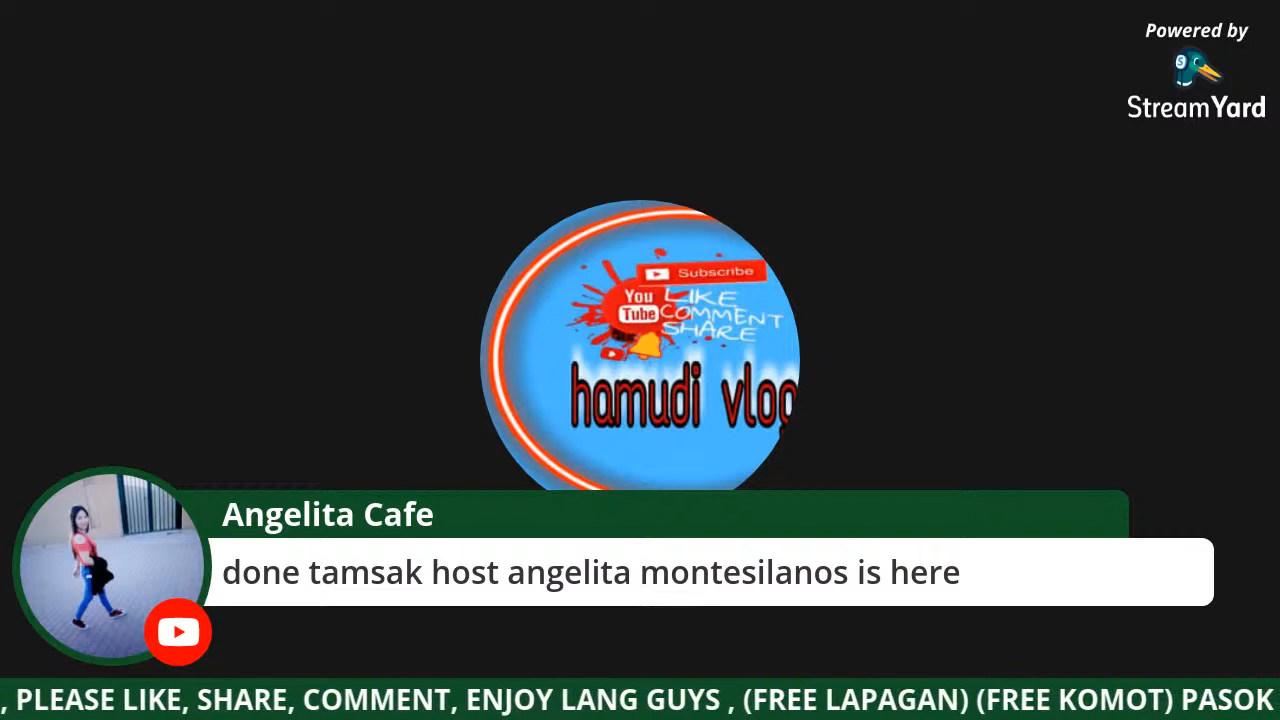 Powered by
StreamYard
Subscribe
You
Tube
LIKE
COMMENT
SHARE
hamudi vlog
Angelita Cafe
done tamsak host angelita montesilanos is here
, PLEASE LIKE, SHARE, COMMENT, ENJOY LANG GUYS , (FREE LAPAGAN) (FREE KOMOT) PASOK